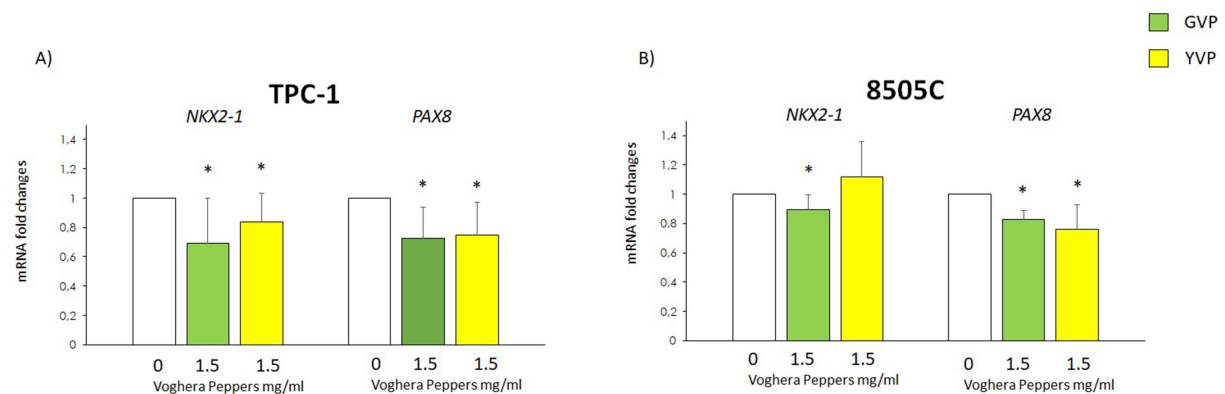 GVP
YVP
A)
TPC-1
NKX2-1
PAX8
mRNA fold changes
1,4
1,2
1
0,8
0,6
0,4
0,2
0
*
*
*
*
0
1.5
1.5
0
1.5
1.5
Voghera Peppers mg/ml
Voghera Peppers mg/ml
B)
8505C
NKX2-1
PAX8
mRNA fold changes
1,4
1,2
1
0,8
0,6
0,4
0,2
0
*
*
*
0
1.5
1.5
0
1.5
1.5
Voghera Peppers mg/ml
Voghera Peppers mg/ml